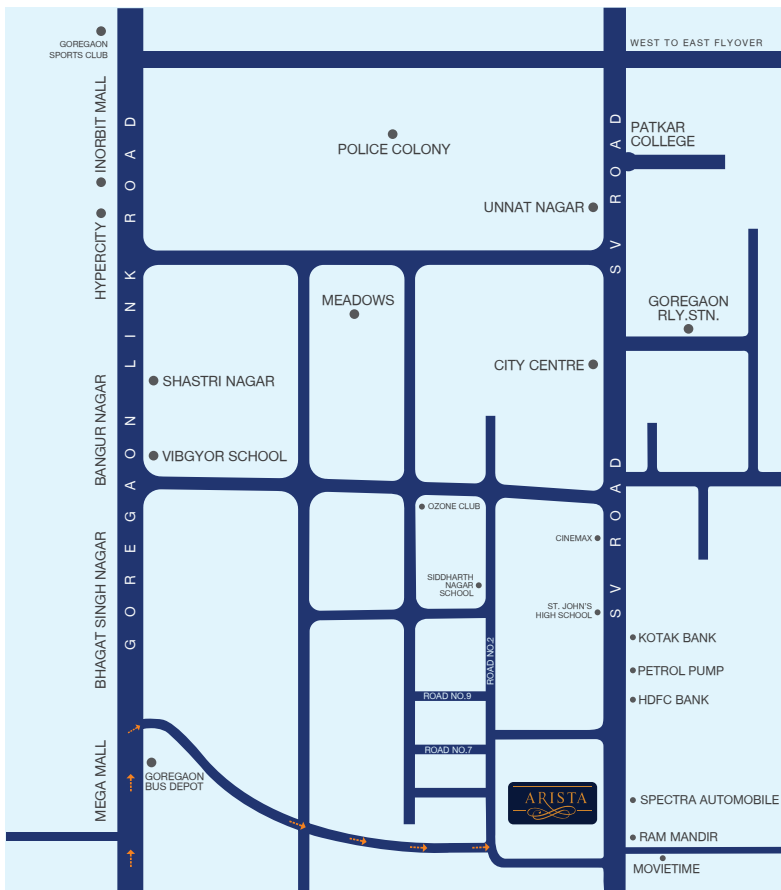 GOREGAON
SPORTS CLUB
WEST TO EAST FLYOVER
INORBIT MALL
PATKAR
COLLEGE
POLICE COLONY
UNNAT NAGAR
HYPERCITY
SV ROAD
MEADOWS
GOREGAON
RLY.STN.
CITY CENTRE
SHASTRI NAGAR
BANGUR NAGAR
VIBGYOR SCHOOL
GOREGAON LINK ROAD
OZONE CLUB
CINEMAX
SV ROAD
SIDDHARTH
NAGAR
SCHOOL
ST. JOHN'S
HIGH SCHOOL
BHAGAT SINGH NAGAR
KOTAK BANK
ROAD NO.2
PETROL PUMP
ROAD NO.9
HDFC BANK
ROAD NO.7
MEGA MALL
GOREGAON
BUS DEPOT
ARISTA
SPECTRA AUTOMOBILE
RAM MANDIR
MOVIETIME